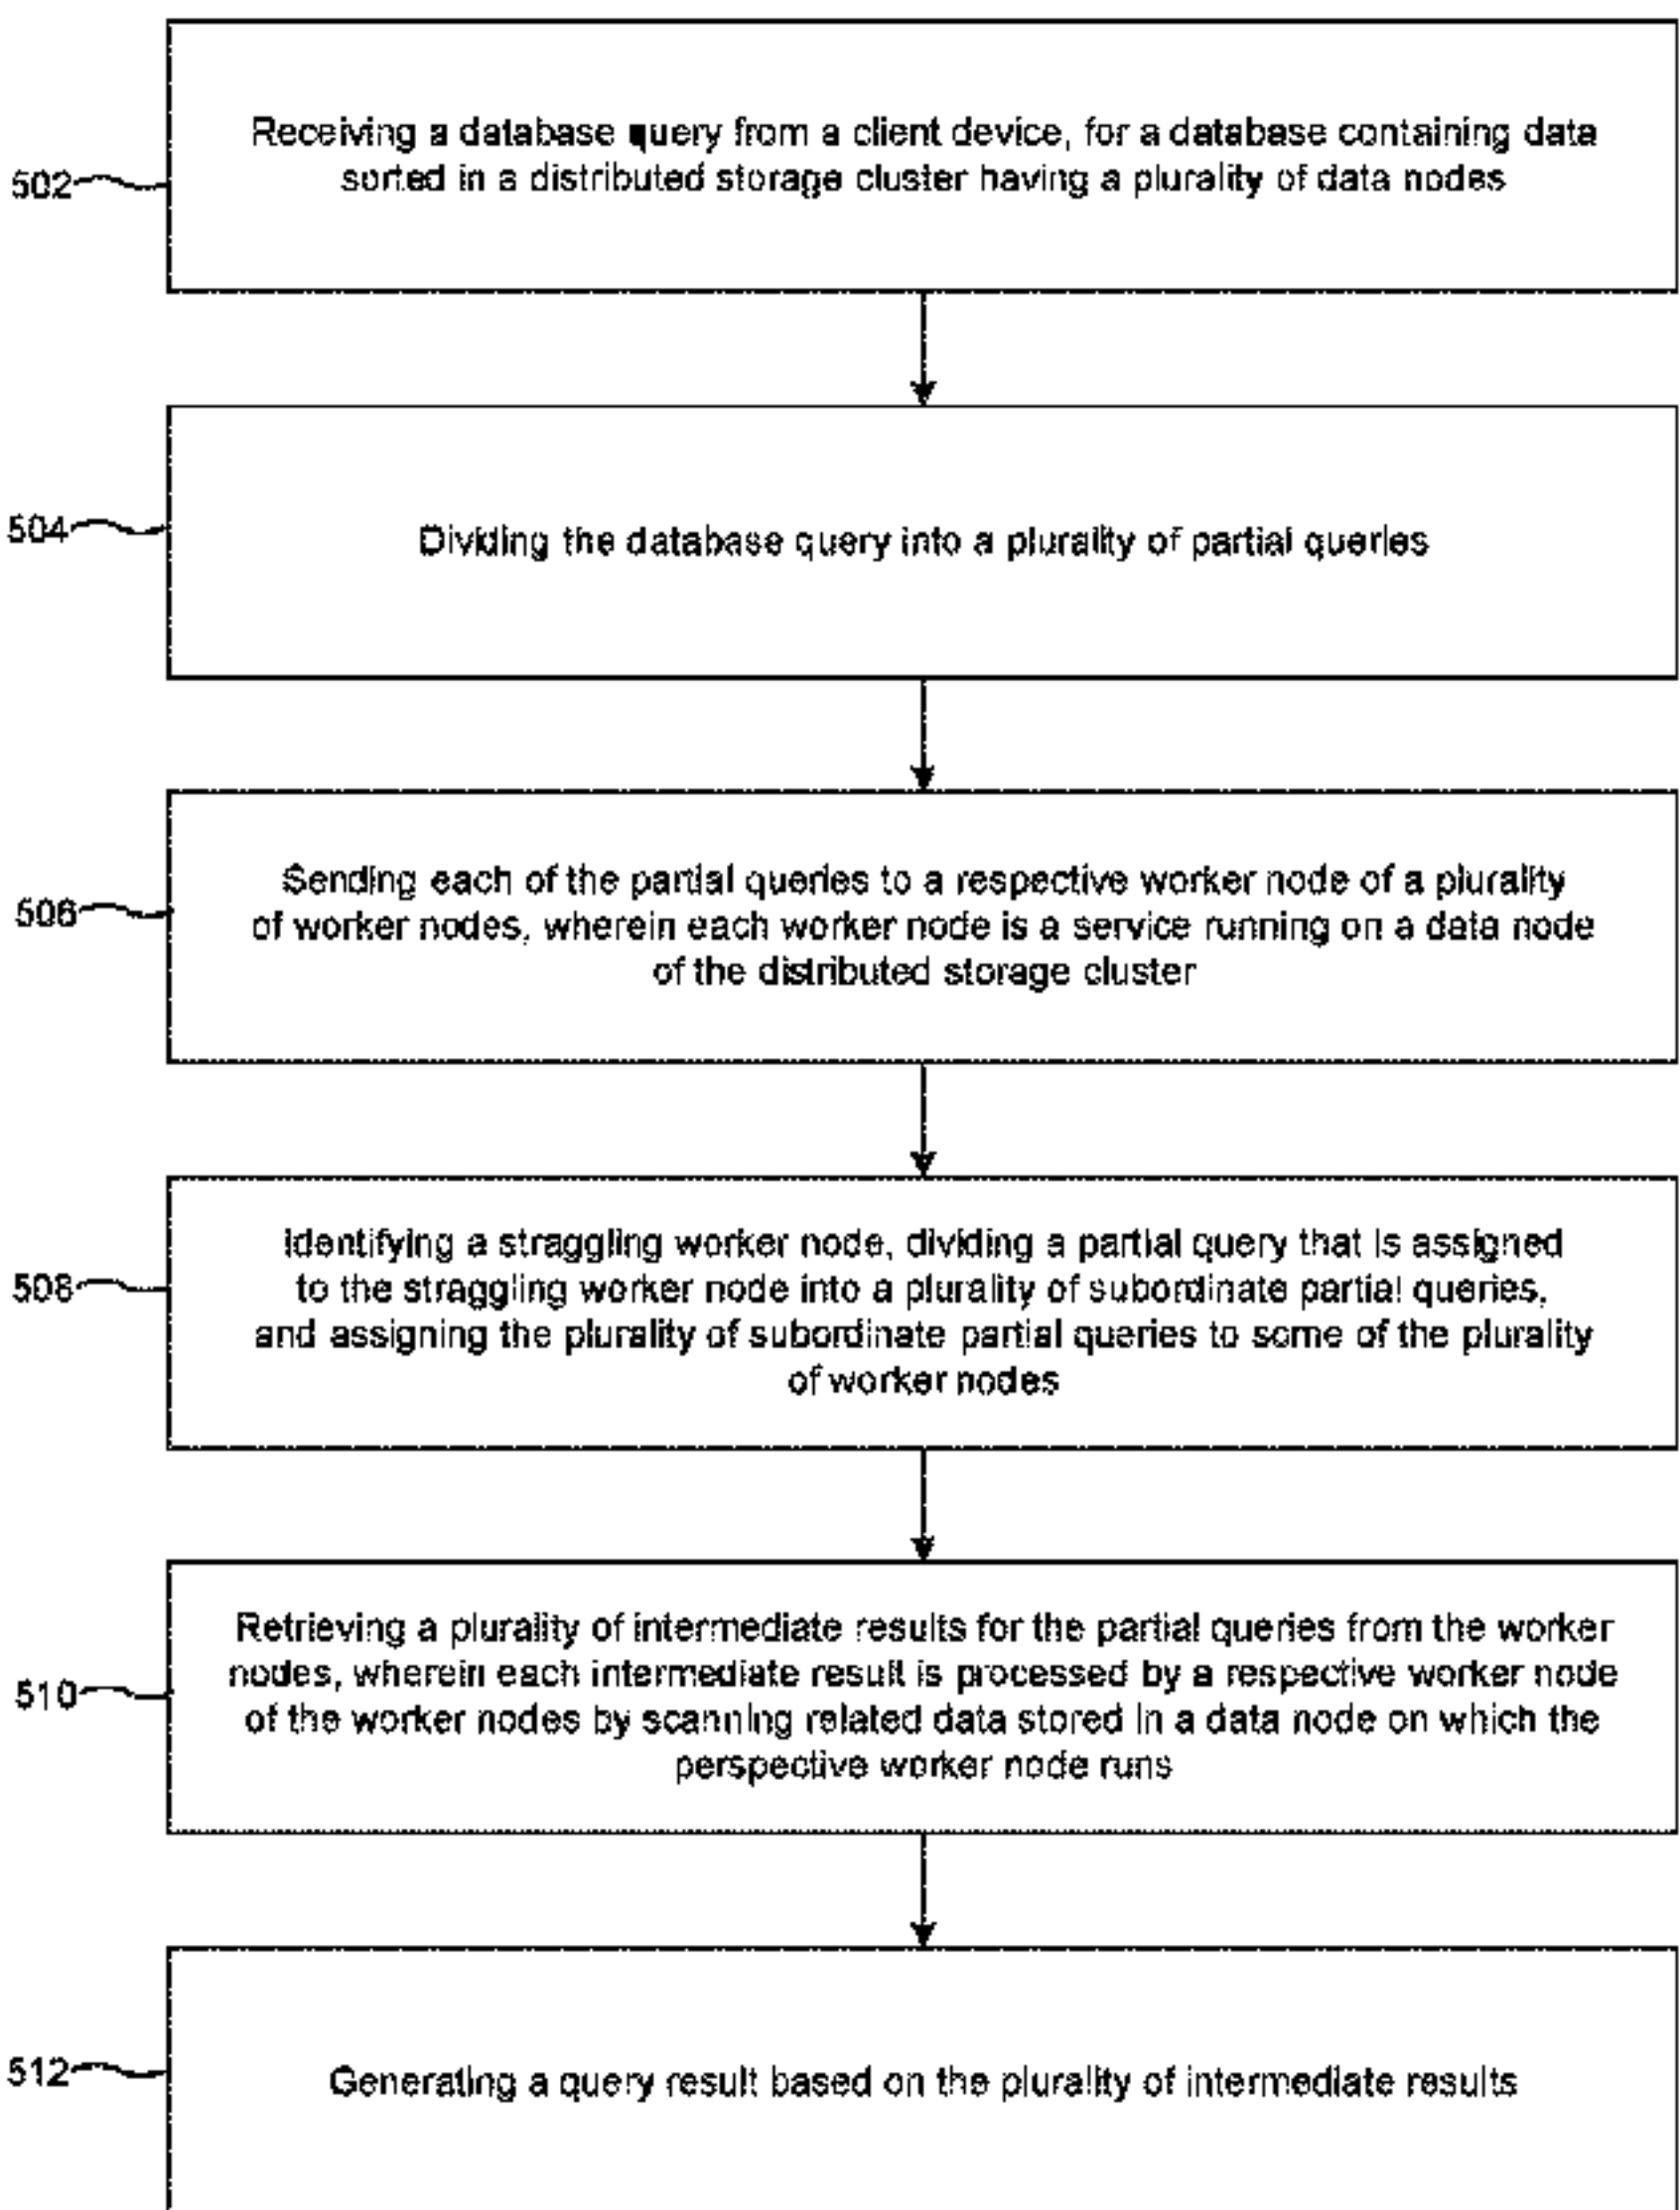 Receiving a database query from a client device, for a database containing data
sorted in a distributed storage cluster having a plurality of data nodes
502
504
Dividing the database query into a plurality of partial queries
Sending each of the partial queries to a respective worker node of a plurality
506
of worker nodes, wherein each worker node is a service running on a data node
of the distributed storage cluster
Identifying a straggling worker node, dividing a partial query that is assigned
508
to the straggling worker node into a plurality of subordinate partial queries,
and assigning the plurality of subordinate partial queries to some of the plurality
of worker nodes
Retrieving a plurality of intermediate results for the partial queries from the worker
nodes, wherein each intermediate result is processed by a respective worker node
510
of the worker nodes by scanning related data stored in a data node on which the
perspective worker node runs
512
Generating a query result based on the plurality of intermediate results